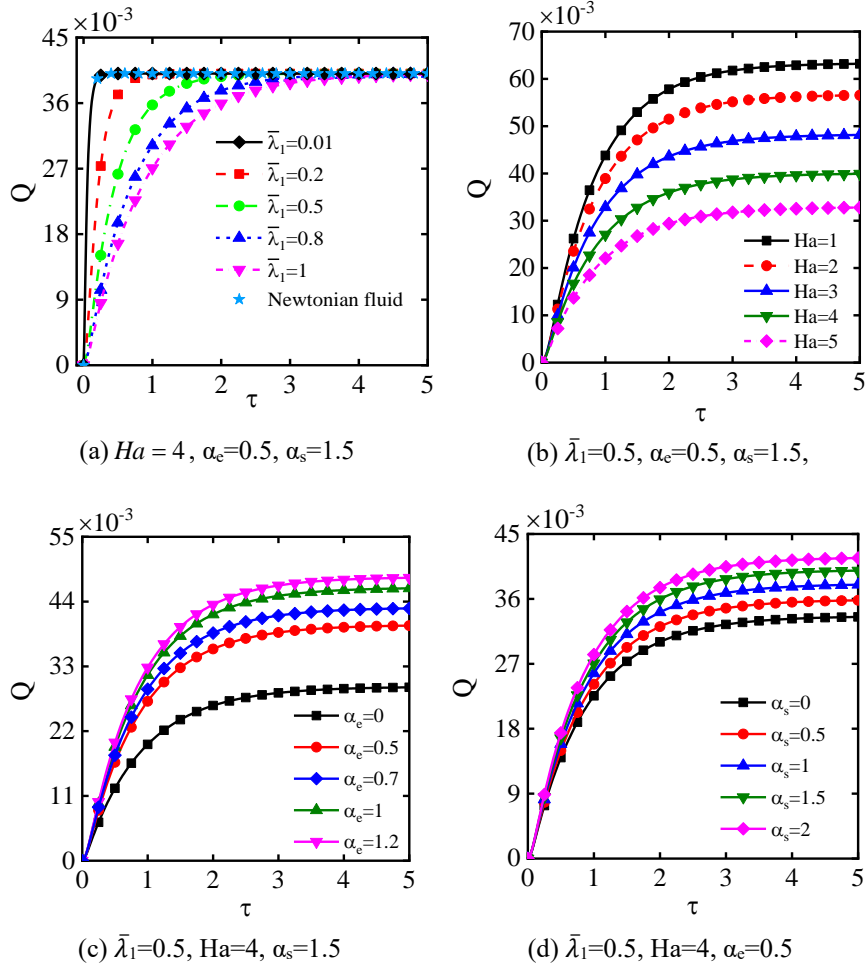 ×10⁻³
45
36
27
18
9
0
Q
0 1 2 3 4 5
τ
λ̄₁=0.01
λ̄₁=0.2
λ̄₁=0.5
λ̄₁=0.8
λ̄₁=1
Newtonian fluid
(a) Ha = 4 , αₑ=0.5, αₛ=1.5
×10⁻³
70
60
50
40
30
20
10
0
Q
0 1 2 3 4 5
τ
Ha=1
Ha=2
Ha=3
Ha=4
Ha=5
(b) λ̄₁=0.5, αₑ=0.5, αₛ=1.5,
×10⁻³
55
44
33
22
11
0
Q
0 1 2 3 4 5
τ
αₑ=0
αₑ=0.5
αₑ=0.7
αₑ=1
αₑ=1.2
(c) λ̄₁=0.5, Ha=4, αₛ=1.5
×10⁻³
45
36
27
18
9
0
Q
0 1 2 3 4 5
τ
αₛ=0
αₛ=0.5
αₛ=1
αₛ=1.5
αₛ=2
(d) λ̄₁=0.5, Ha=4, αₑ=0.5